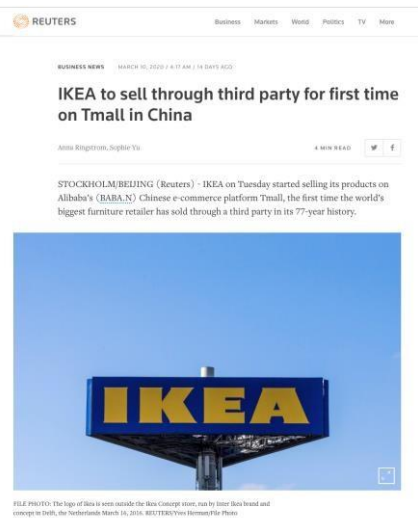 REUTERS
Business Markets World Politics TV More
BUSINESS NEWS MARCH 10, 2020 / 6:17 AM / 14 DAYS AGO
IKEA to sell through third party for first time
on Tmall in China
Anna Ringstrom, Sophie Yu
4 MIN READ
STOCKHOLM/BEIJING (Reuters) - IKEA on Tuesday started selling its products on
Alibaba's (BABA.N) Chinese e-commerce platform Tmall, the first time the world's
biggest furniture retailer has sold through a third party in its 77-year history.
IKEA
FILE PHOTO: The logo of Ikea is seen outside the Ikea Concept store, run by Inter Ikea brand and
concept in Delft, the Netherlands March 16, 2016. REUTERS/Yves Herman/File Photo